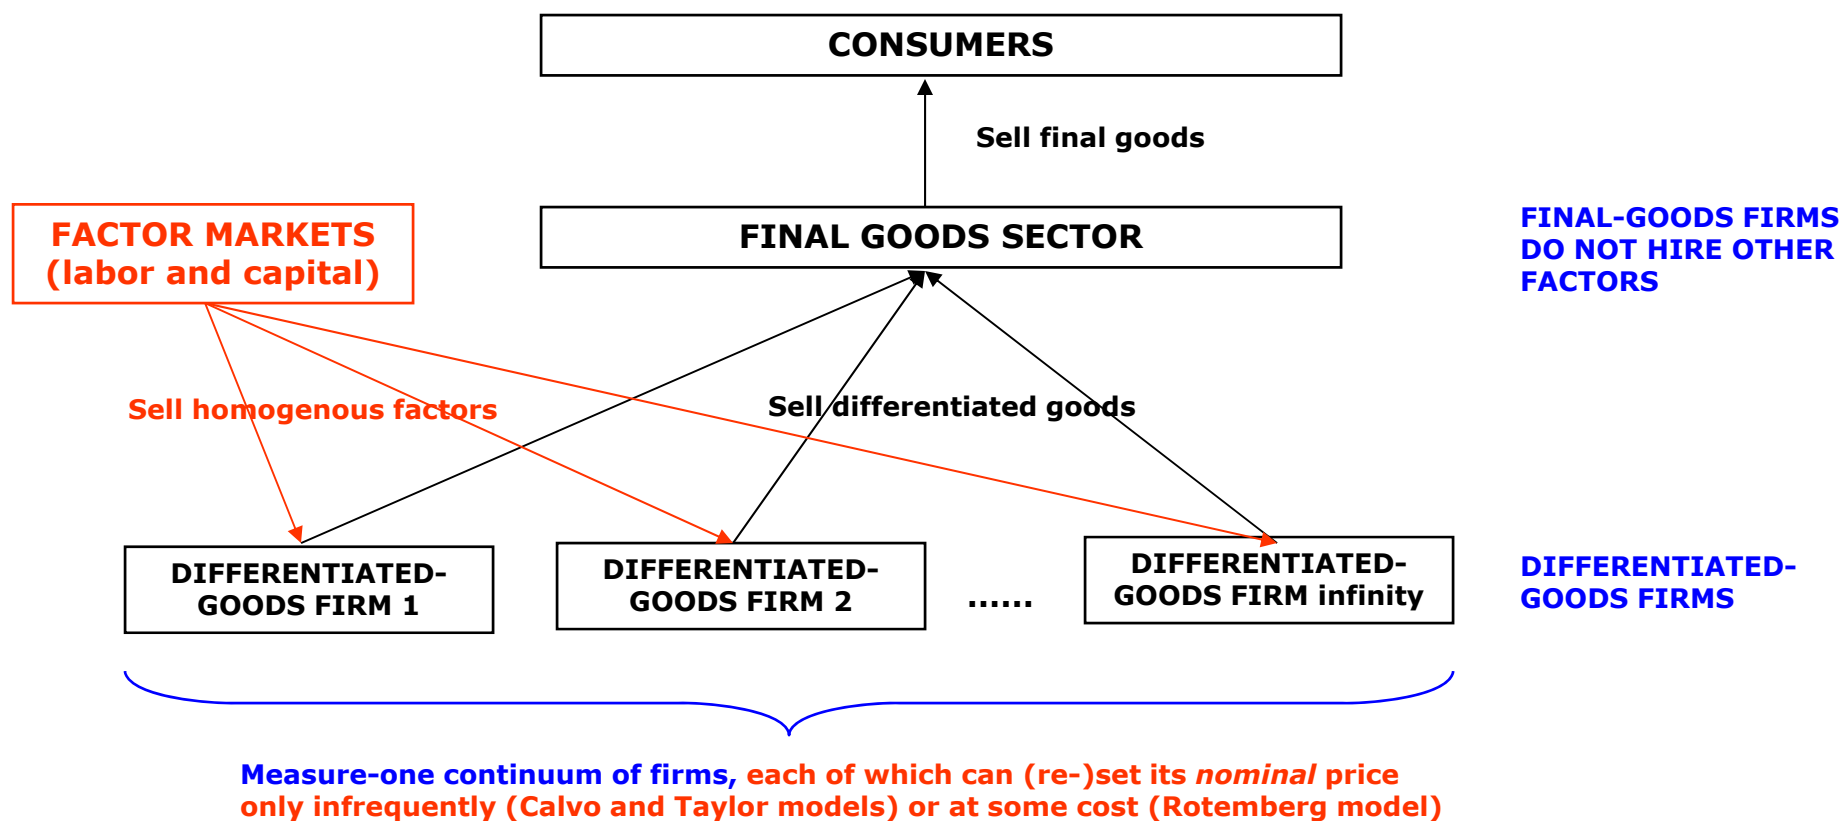 CONSUMERS
Sell final goods
FACTOR MARKETS
(labor and capital)
FINAL GOODS SECTOR
FINAL-GOODS FIRMS
DO NOT HIRE OTHER
FACTORS
Sell homogenous factors
Sell differentiated goods
DIFFERENTIATED-
GOODS FIRM 1
DIFFERENTIATED-
GOODS FIRM 2
......
DIFFERENTIATED-
GOODS FIRM infinity
DIFFERENTIATED-
GOODS FIRMS
Measure-one continuum of firms, each of which can (re-)set its nominal price
only infrequently (Calvo and Taylor models) or at some cost (Rotemberg model)